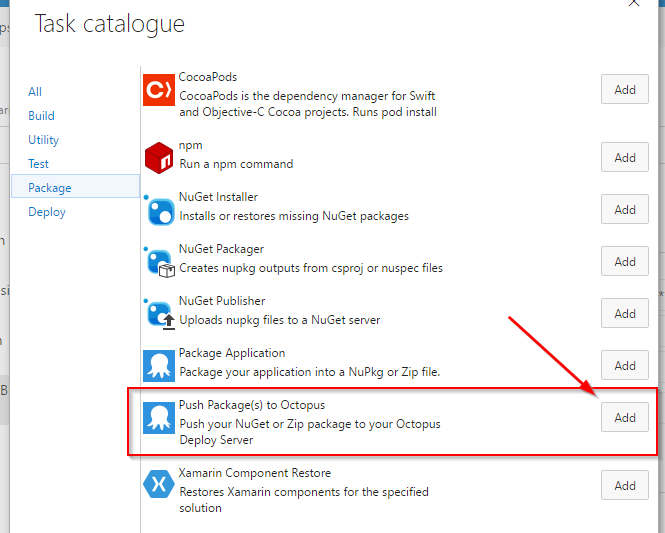 Task catalogue
All
Build
Utility
Test
Package
Deploy
CocoaPods
CocoaPods is the dependency manager for Swift
and Objective-C Cocoa projects. Runs pod install
Add
npm
Run a npm command
Add
NuGet Installer
Installs or restores missing NuGet packages
Add
NuGet Packager
Creates nupkg outputs from csproj or nuspec files
Add
NuGet Publisher
Uploads nupkg files to a NuGet server
Add
Package Application
Package your application into a NuPkg or Zip file.
Add
Push Package(s) to Octopus
Push your NuGet or Zip package to your Octopus
Deploy Server
Add
Xamarin Component Restore
Restores Xamarin components for the specified
solution
Add